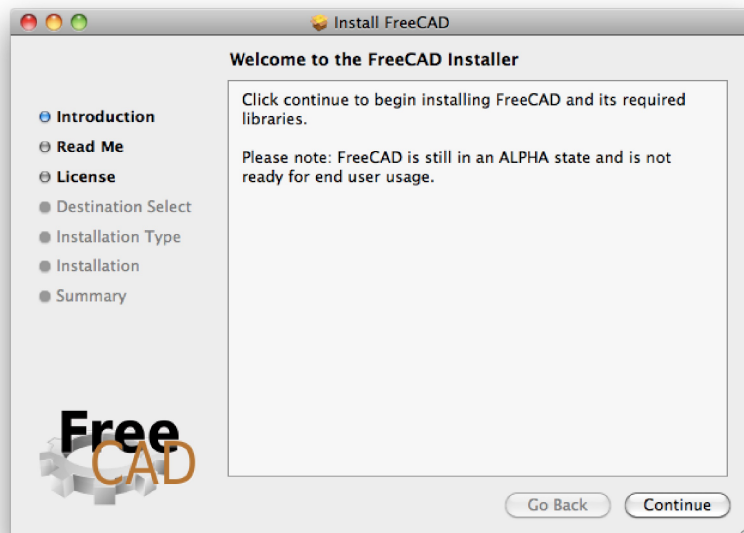 Install FreeCAD
Welcome to the FreeCAD Installer
Introduction
Read Me
License
Destination Select
Installation Type
Installation
Summary
Click continue to begin installing FreeCAD and its required
libraries.
Please note: FreeCAD is still in an ALPHA state and is not
ready for end user usage.
Free
CAD
Go Back
Continue